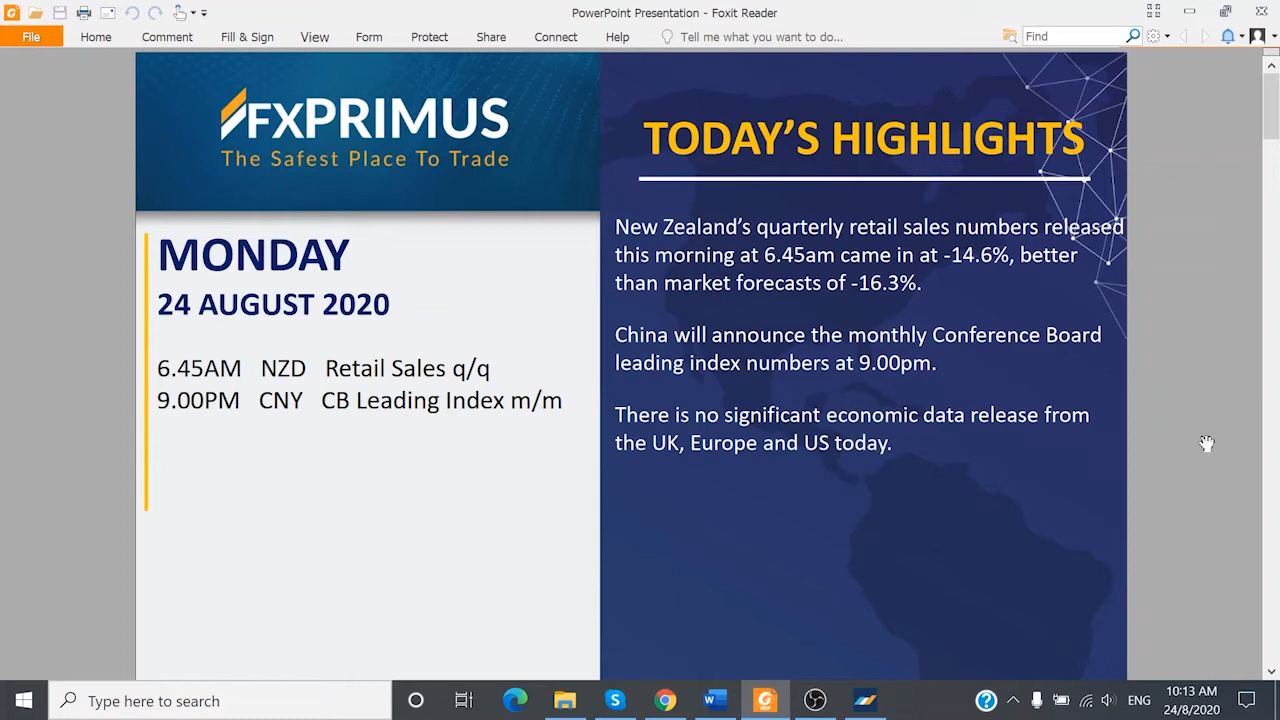 PowerPoint Presentation - Foxit Reader
File Home Comment Fill & Sign View Form Protect Share Connect Help Tell me what you want to do... Find
FXPRIMUS
The Safest Place To Trade
MONDAY
24 AUGUST 2020
6.45AM NZD Retail Sales q/q
9.00PM CNY CB Leading Index m/m
TODAY'S HIGHLIGHTS
New Zealand's quarterly retail sales numbers released
this morning at 6.45am came in at -14.6%, better
than market forecasts of -16.3%.
China will announce the monthly Conference Board
leading index numbers at 9.00pm.
There is no significant economic data release from
the UK, Europe and US today.
Type here to search
ENG
10:13 AM
24/8/2020